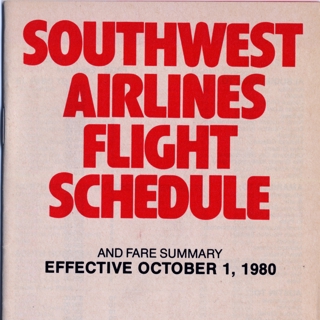 SOUTHWEST
AIRLINES
FLIGHT
SCHEDULE
AND FARE SUMMARY
EFFECTIVE OCTOBER 1, 1980